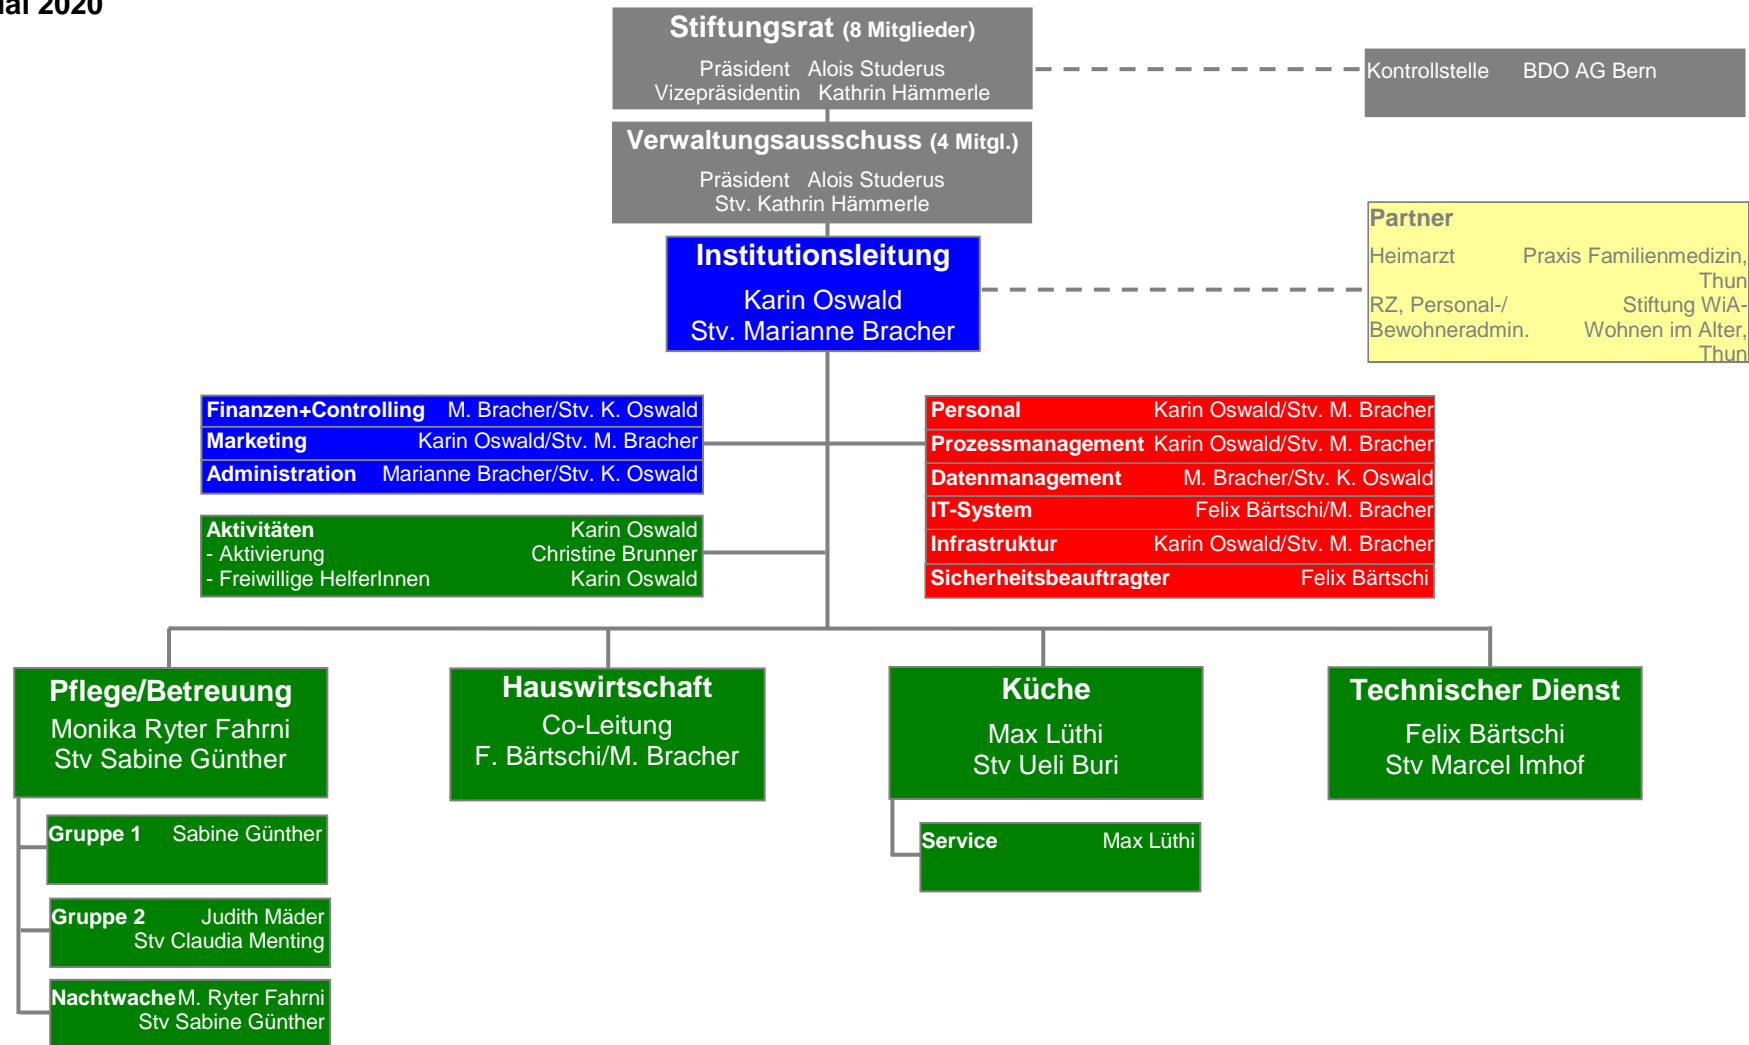 2020
Stiftungsrat (8 Mitglieder)
Präsident Alois Studerus
Vizepräsidentin Kathrin Hämmerle
Kontrollstelle BDO AG Bern
Verwaltungsausschuss (4 Mitgl.)
Präsident Alois Studerus
Stv. Kathrin Hämmerle
Institutionsleitung
Karin Oswald
Stv. Marianne Bracher
Partner
Heimarzt Praxis Familienmedizin,
Thun
RZ, Personal-/ Stiftung WiA-
Bewohneradmin. Wohnen im Alter,
Thun
Finanzen+Controlling M. Bracher/Stv. K. Oswald
Marketing Karin Oswald/Stv. M. Bracher
Administration Marianne Bracher/Stv. K. Oswald
Aktivitäten Karin Oswald
- Aktivierung Christine Brunner
- Freiwillige HelferInnen Karin Oswald
Personal Karin Oswald/Stv. M. Bracher
Prozessmanagement Karin Oswald/Stv. M. Bracher
Datenmanagement M. Bracher/Stv. K. Oswald
IT-System Felix Bärtschi/M. Bracher
Infrastruktur Karin Oswald/Stv. M. Bracher
Sicherheitsbeauftragter Felix Bärtschi
Pflege/Betreuung
Monika Ryter Fahrni
Stv Sabine Günther
Gruppe 1 Sabine Günther
Gruppe 2 Judith Mäder
Stv Claudia Menting
Nachtwache M. Ryter Fahrni
Stv Sabine Günther
Hauswirtschaft
Co-Leitung
F. Bärtschi/M. Bracher
Küche
Max Lüthi
Stv Ueli Buri
Service Max Lüthi
Technischer Dienst
Felix Bärtschi
Stv Marcel Imhof